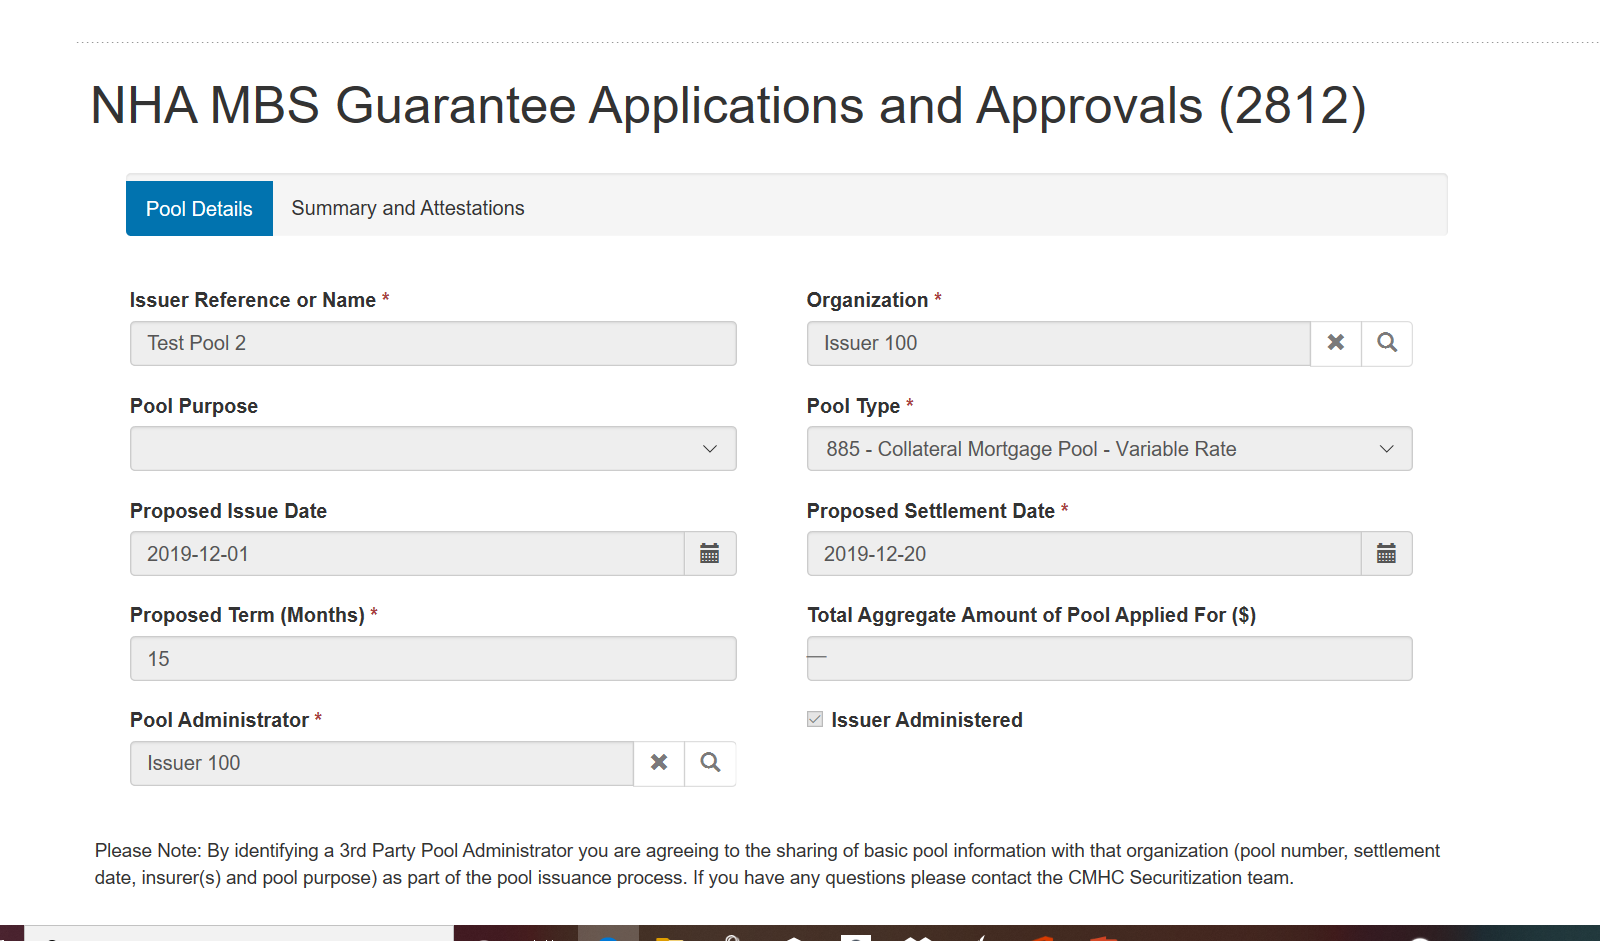 NHA MBS Guarantee Applications and Approvals (2812)
Pool Details
Summary and Attestations
Issuer Reference or Name *
Test Pool 2
Organization *
Issuer 100
Pool Purpose
Pool Type *
885 - Collateral Mortgage Pool - Variable Rate
Proposed Issue Date
2019-12-01
Proposed Settlement Date *
2019-12-20
Proposed Term (Months) *
15
Total Aggregate Amount of Pool Applied For ($)
—
Pool Administrator *
Issuer 100
Issuer Administered
Please Note: By identifying a 3rd Party Pool Administrator you are agreeing to the sharing of basic pool information with that organization (pool number, settlement
date, insurer(s) and pool purpose) as part of the pool issuance process. If you have any questions please contact the CMHC Securitization team.